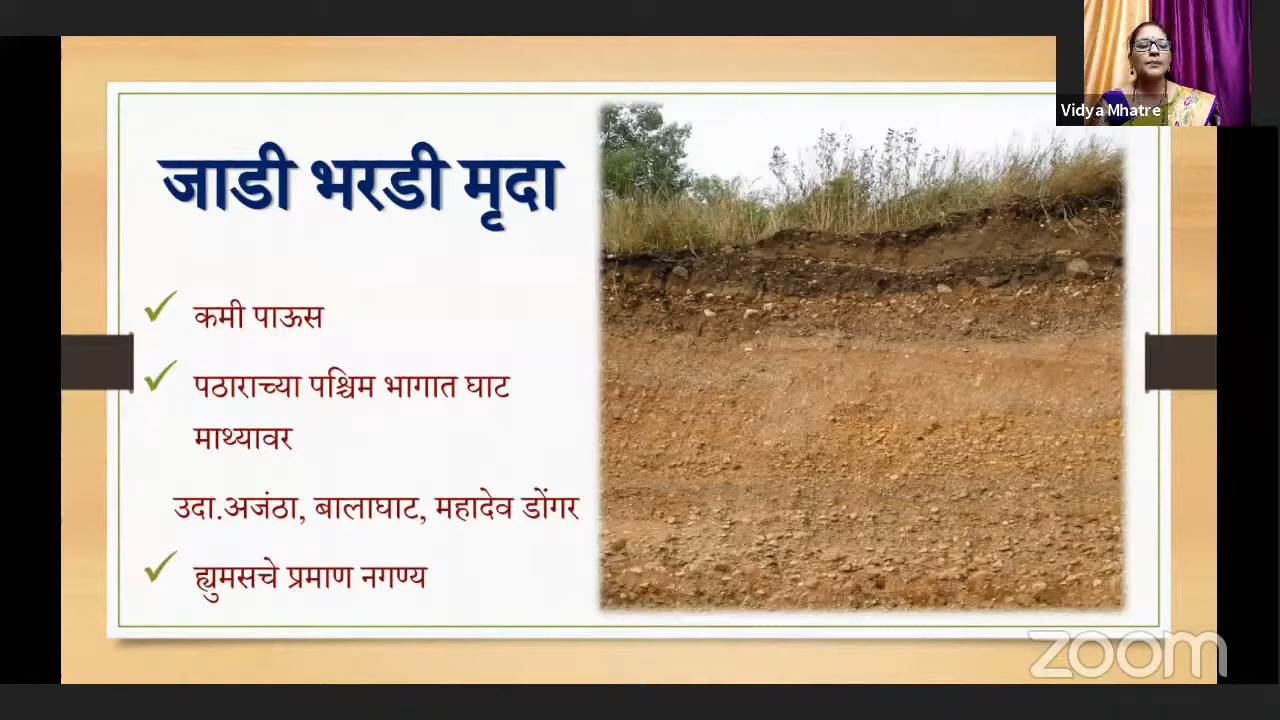 Vidya Mhatre
जाडी भरडी मृदा
कमी पाऊस
पठाराच्या पश्चिम भागात घाट
माथ्यावर
उदा.अजंठा, बालाघाट, महादेव डोंगर
ह्युमसचे प्रमाण नगण्य
zoom